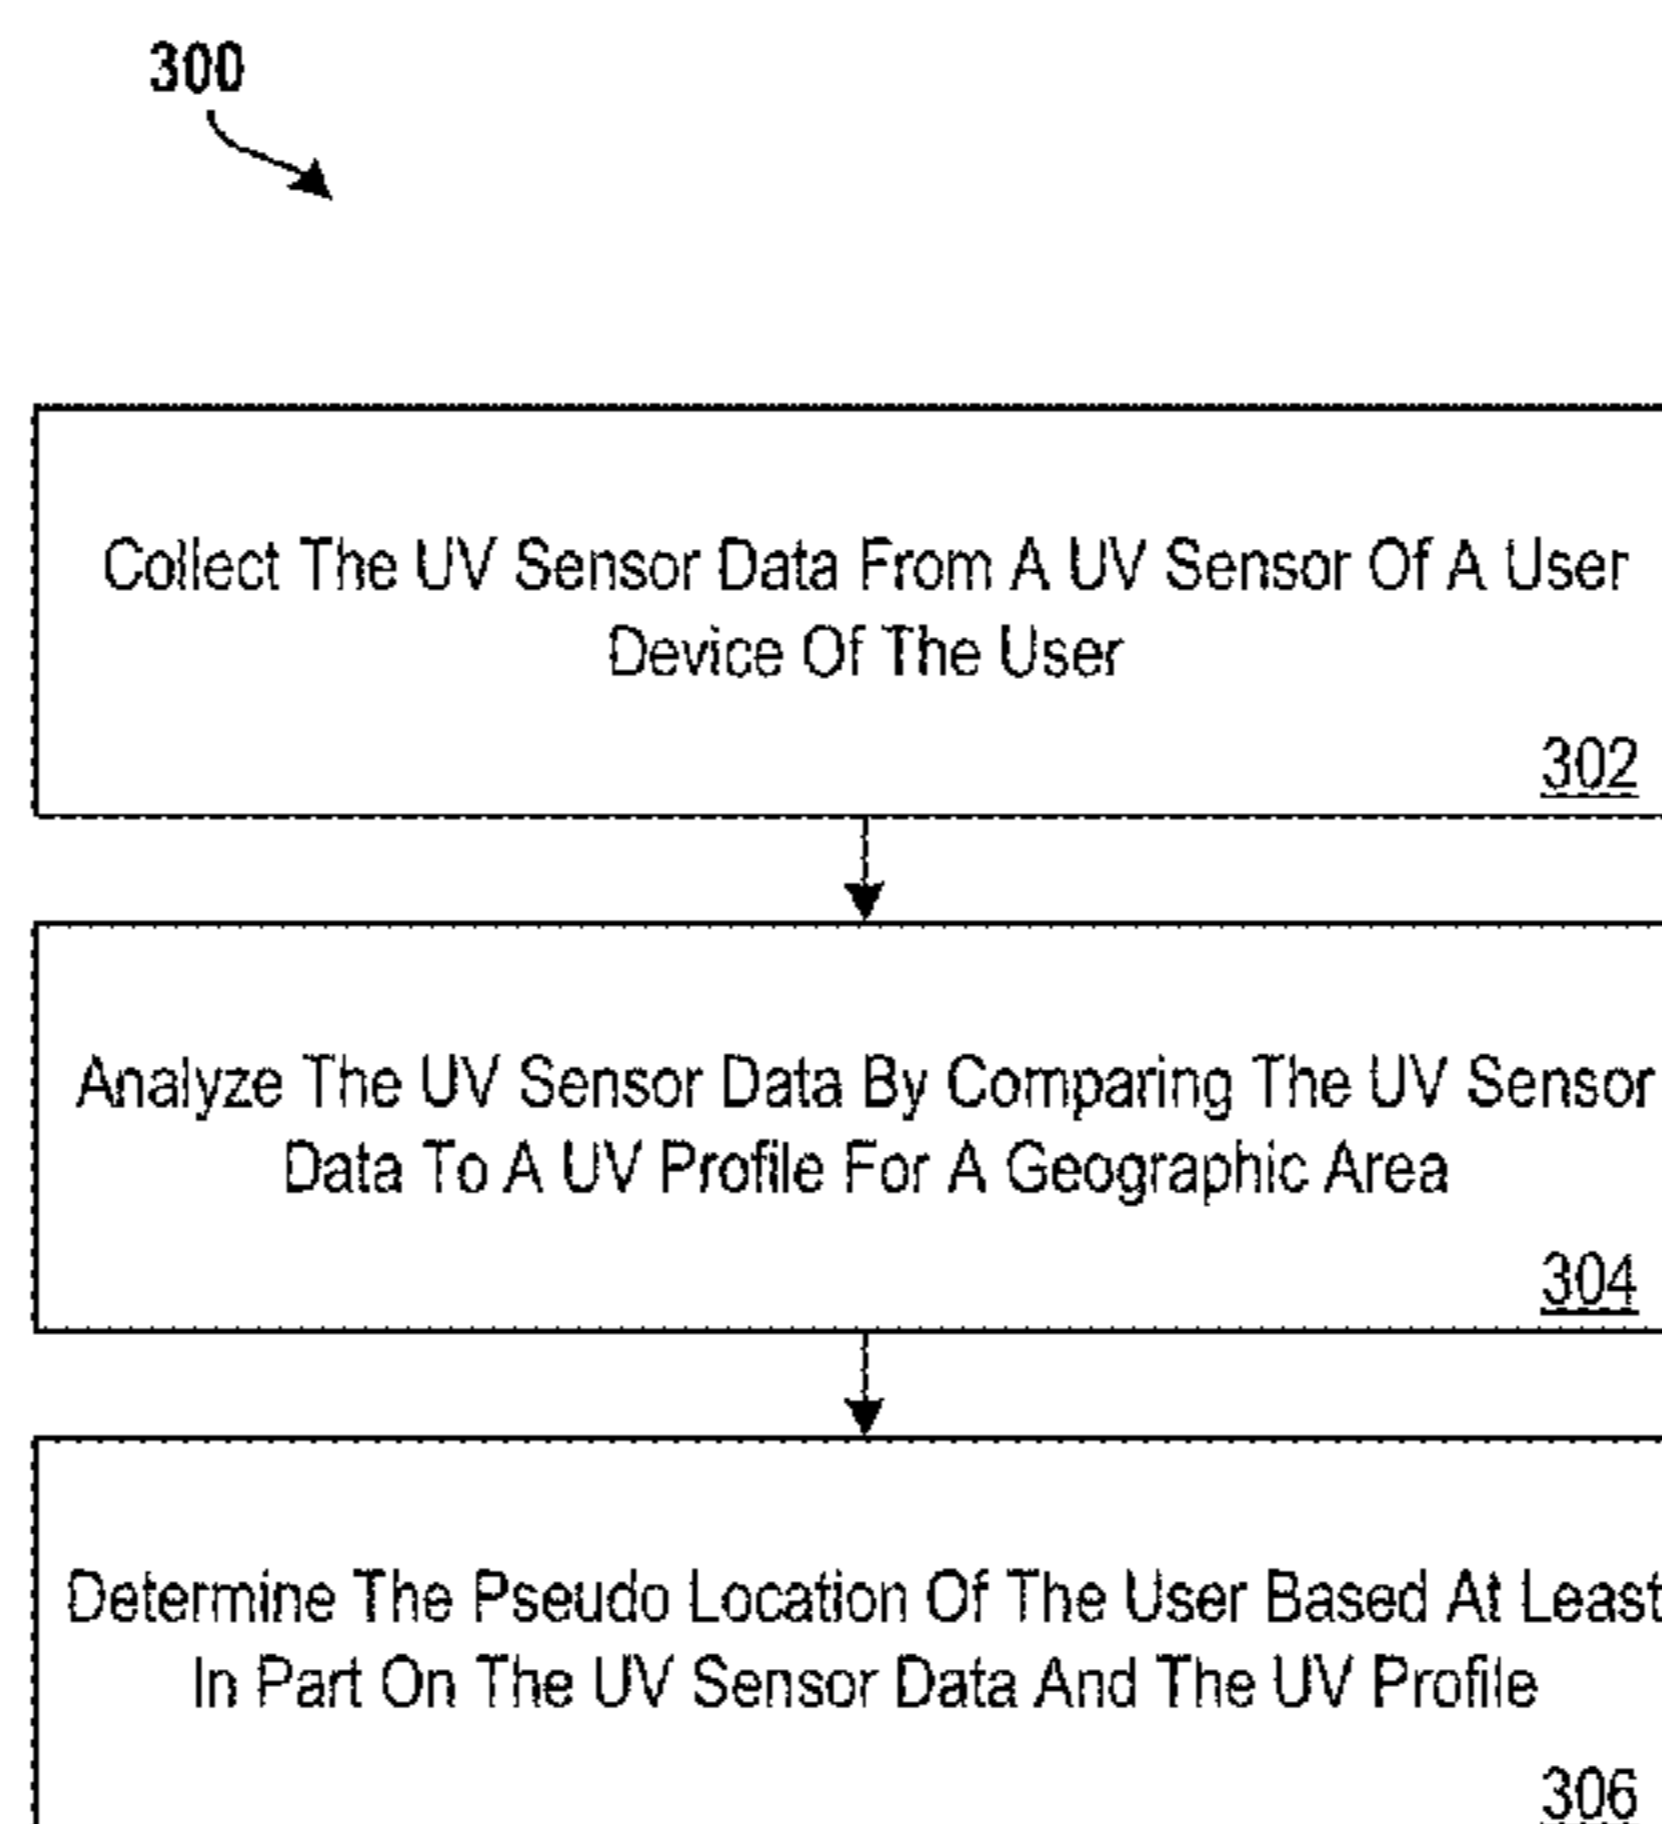 300
Collect The UV Sensor Data From A UV Sensor Of A User
Device Of The User
302
Analyze The UV Sensor Data By Comparing The UV Sensor
Data To A UV Profile For A Geographic Area
304
Determine The Pseudo Location Of The User Based At Least
In Part On The UV Sensor Data And The UV Profile
306